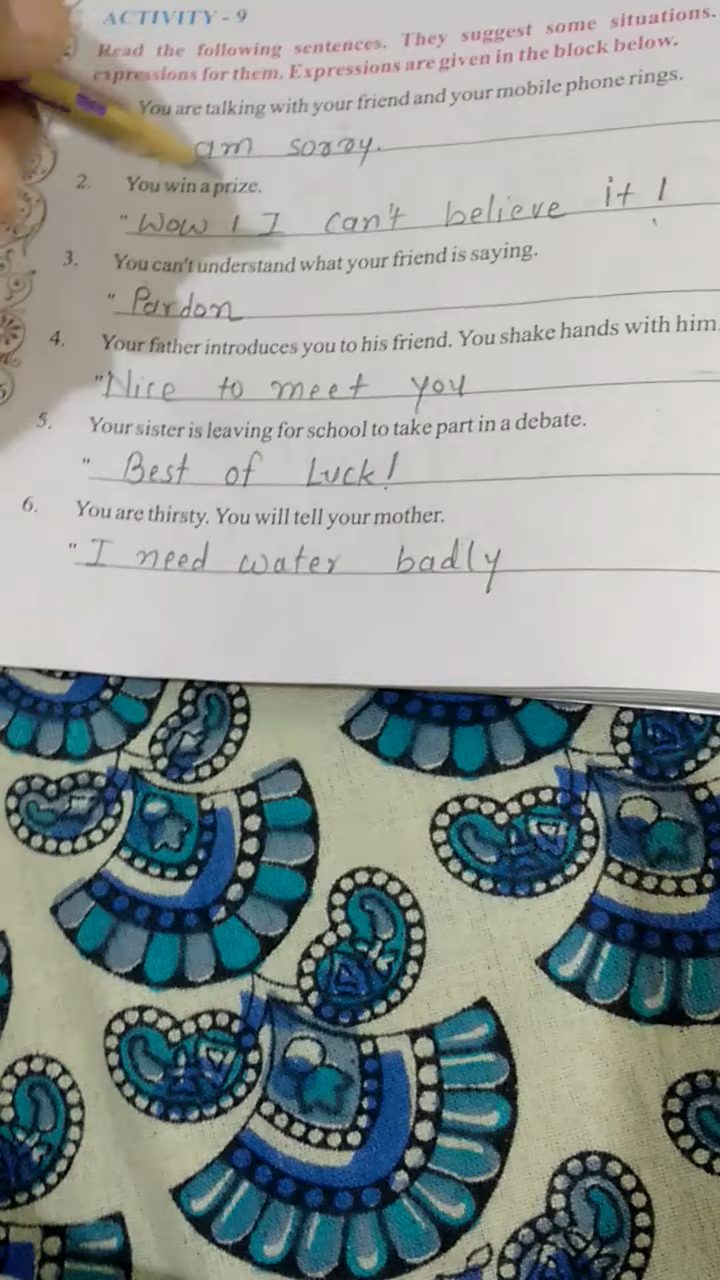 ACTIVITY - 9
Read the following sentences. They suggest some situations.
expressions for them. Expressions are given in the block below.
You are talking with your friend and your mobile phone rings.
am sorry.
2. You win a prize.
"Wow ! I can't believe it !
3. You can't understand what your friend is saying.
" Pardon
4. Your father introduces you to his friend. You shake hands with him.
"Nice to meet you
5. Your sister is leaving for school to take part in a debate.
" Best of Luck!
6. You are thirsty. You will tell your mother.
"I need water badly